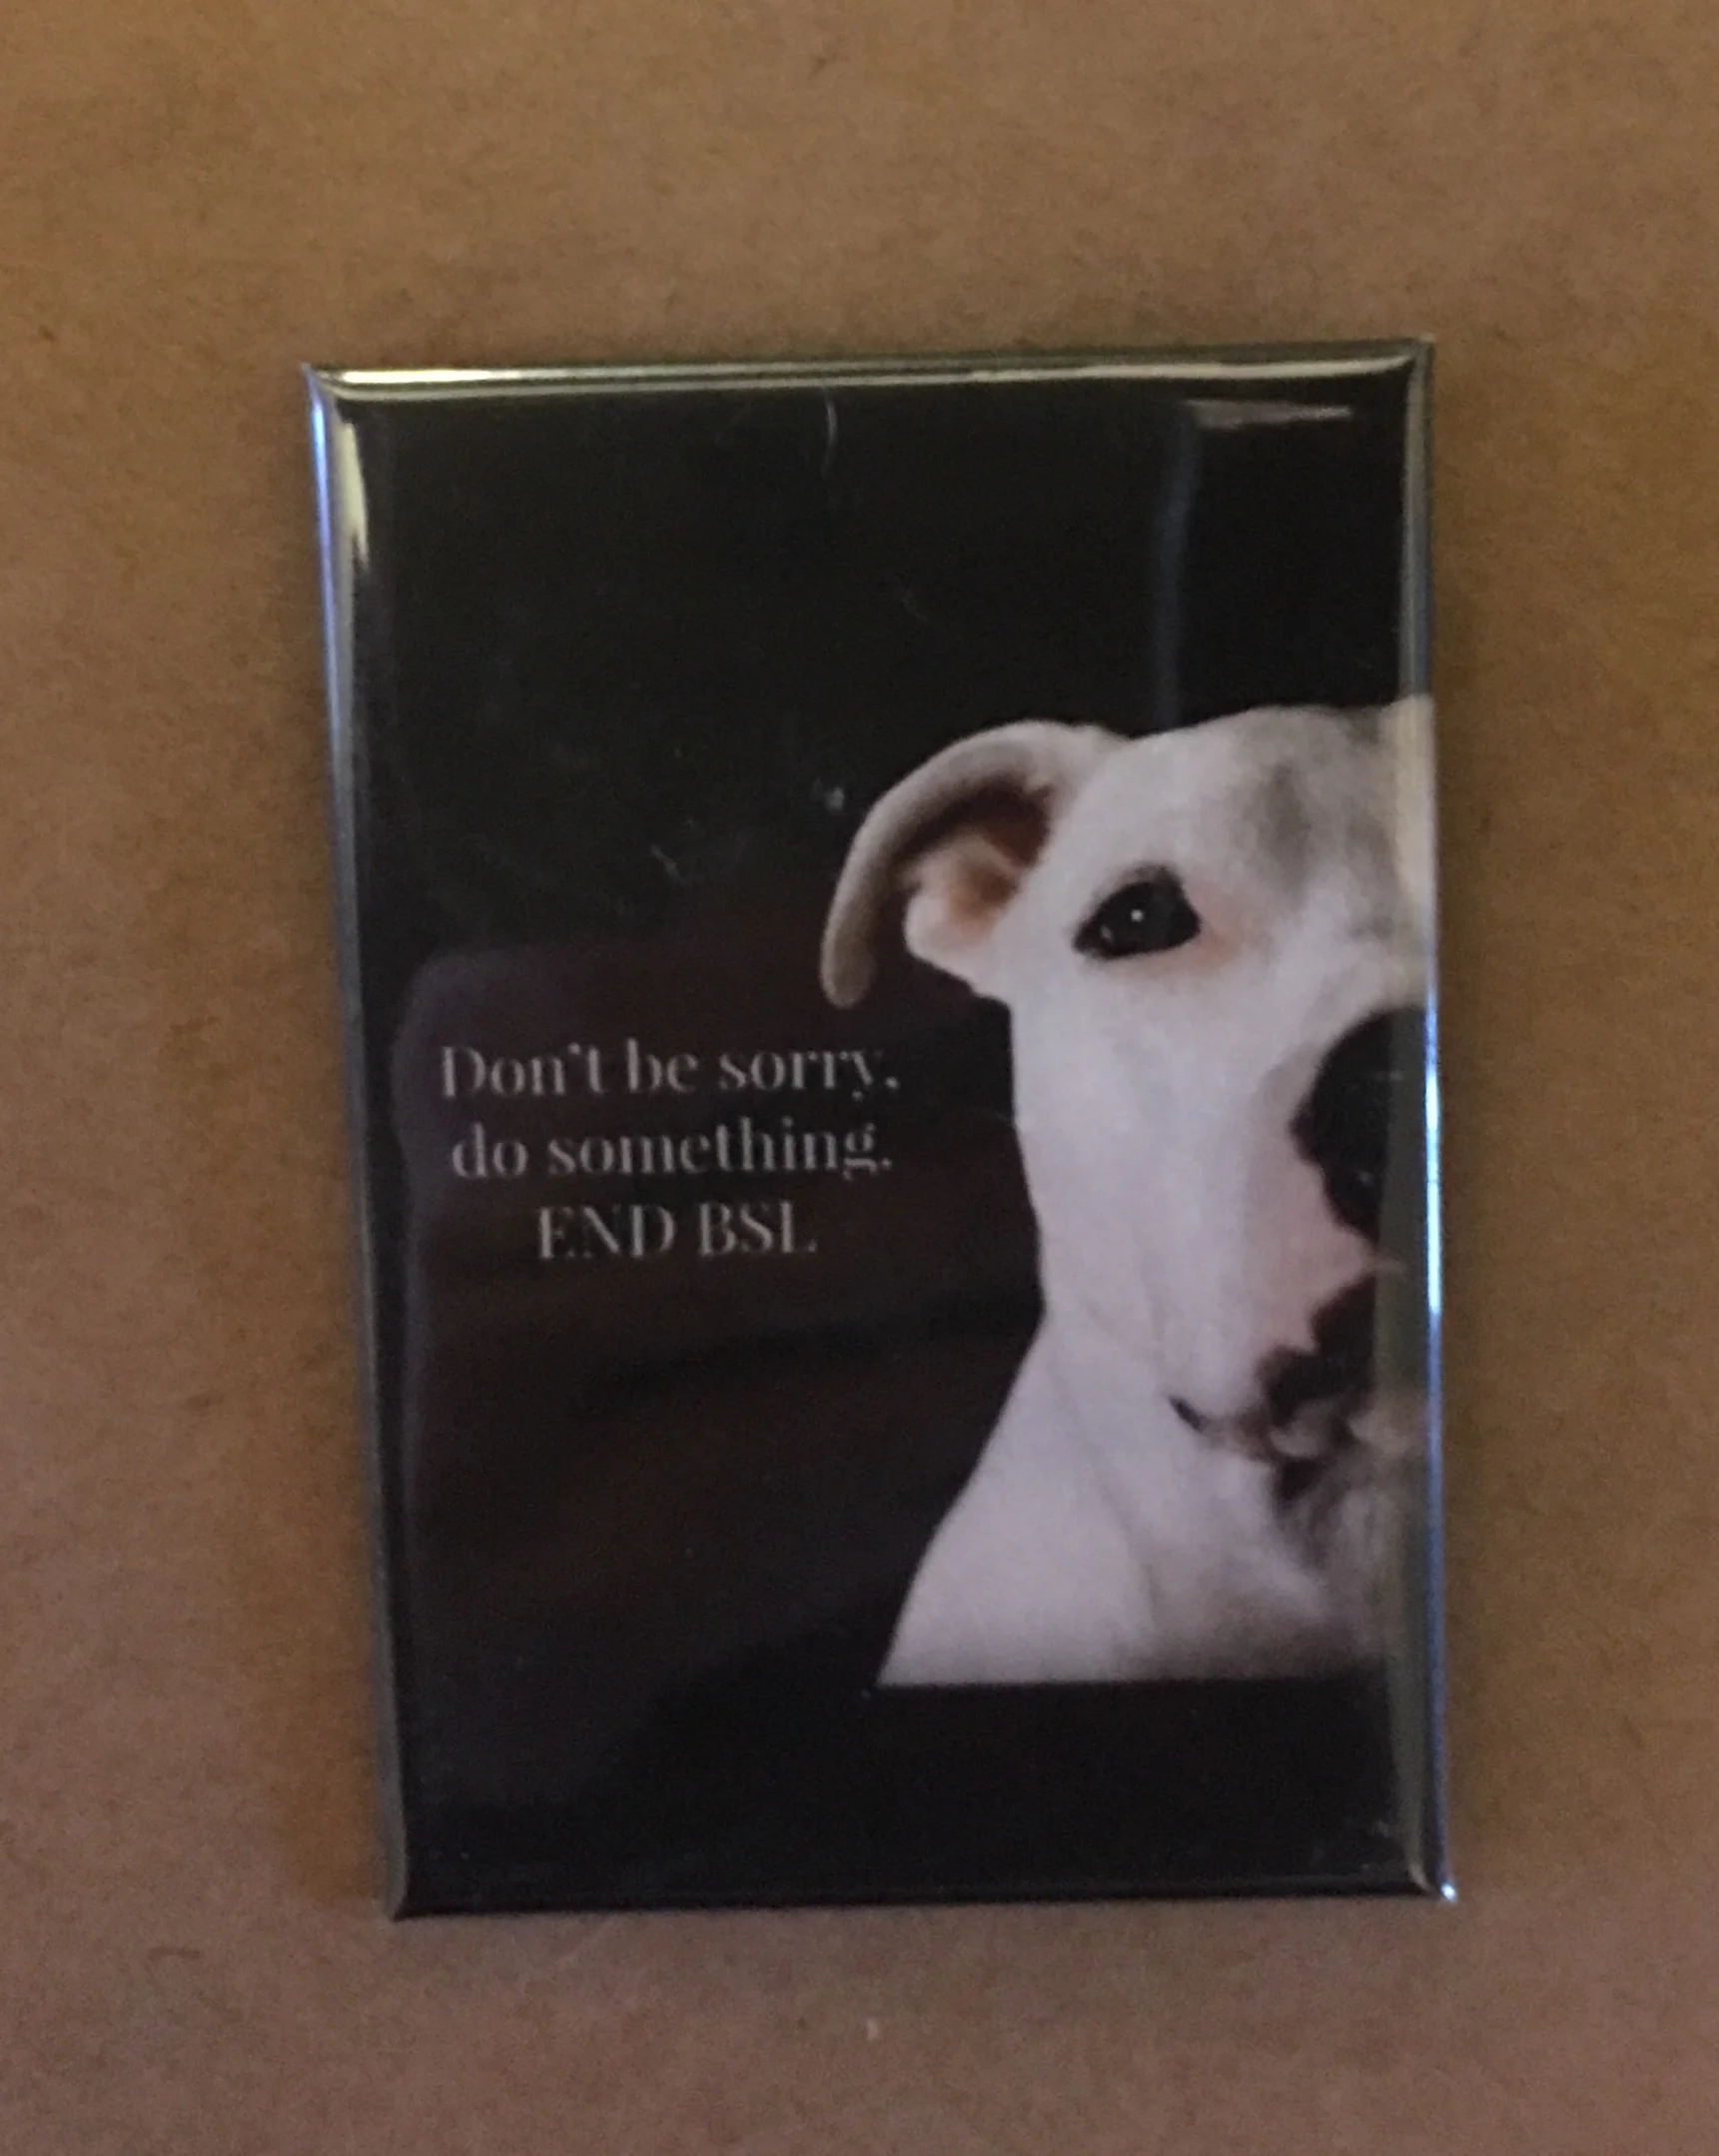 Don't be sorry.
do something.
END BSL